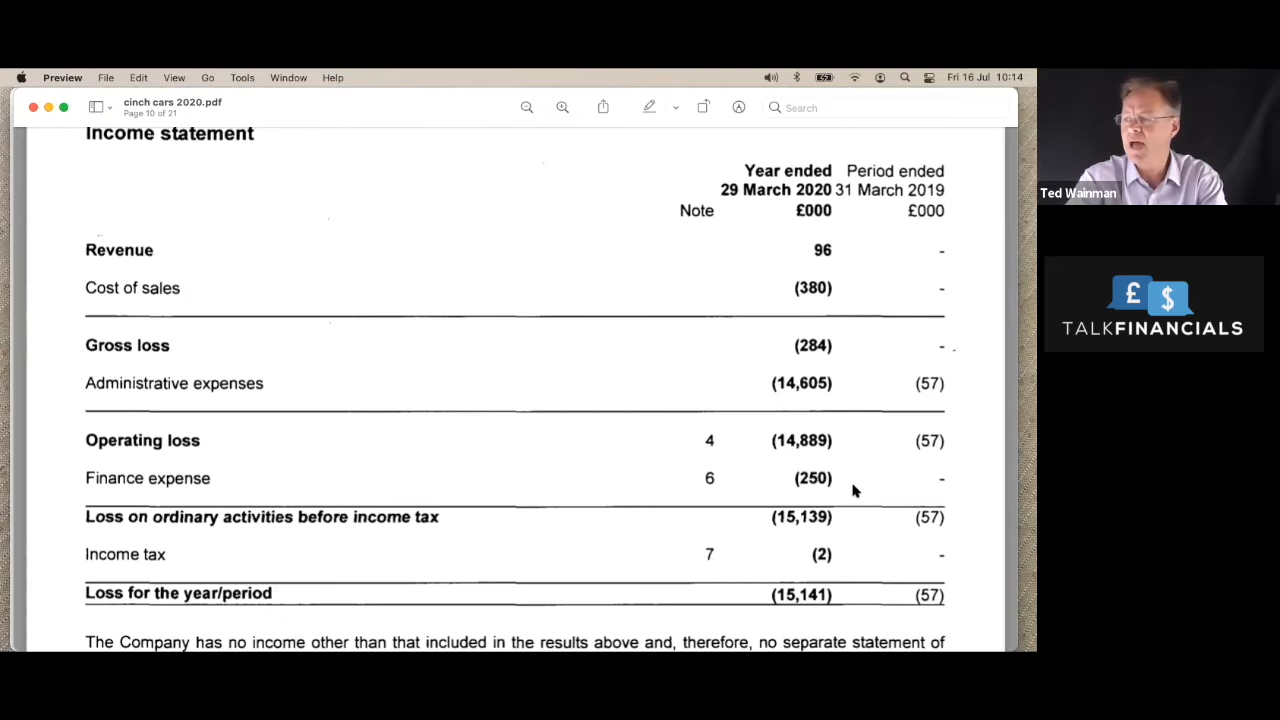 Preview File Edit View Go Tools Window Help Fri 16 Jul 10:14
cinch cars 2020.pdf
Page 10 of 21
Search
Income statement
Year ended Period ended
29 March 2020 31 March 2019
Note £000 £000
Revenue 96 -
Cost of sales (380) -
Gross loss (284) -
Administrative expenses (14,605) (57)
Operating loss 4 (14,889) (57)
Finance expense 6 (250) -
Loss on ordinary activities before income tax (15,139) (57)
Income tax 7 (2) -
Loss for the year/period (15,141) (57)
The Company has no income other than that included in the results above and, therefore, no separate statement of
Ted Wainman
£ $
TALKFINANCIALS